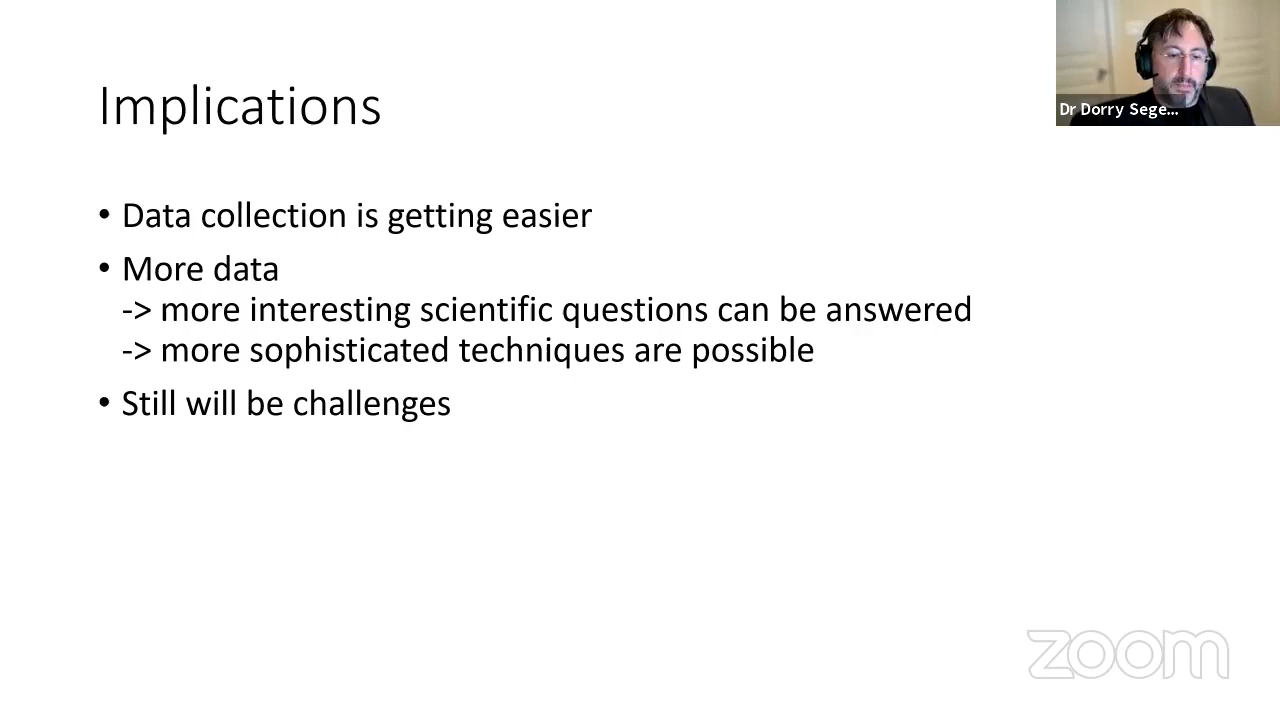 Implications
Dr Dorry Sege...
• Data collection is getting easier
• More data
-> more interesting scientific questions can be answered
-> more sophisticated techniques are possible
• Still will be challenges
zoom